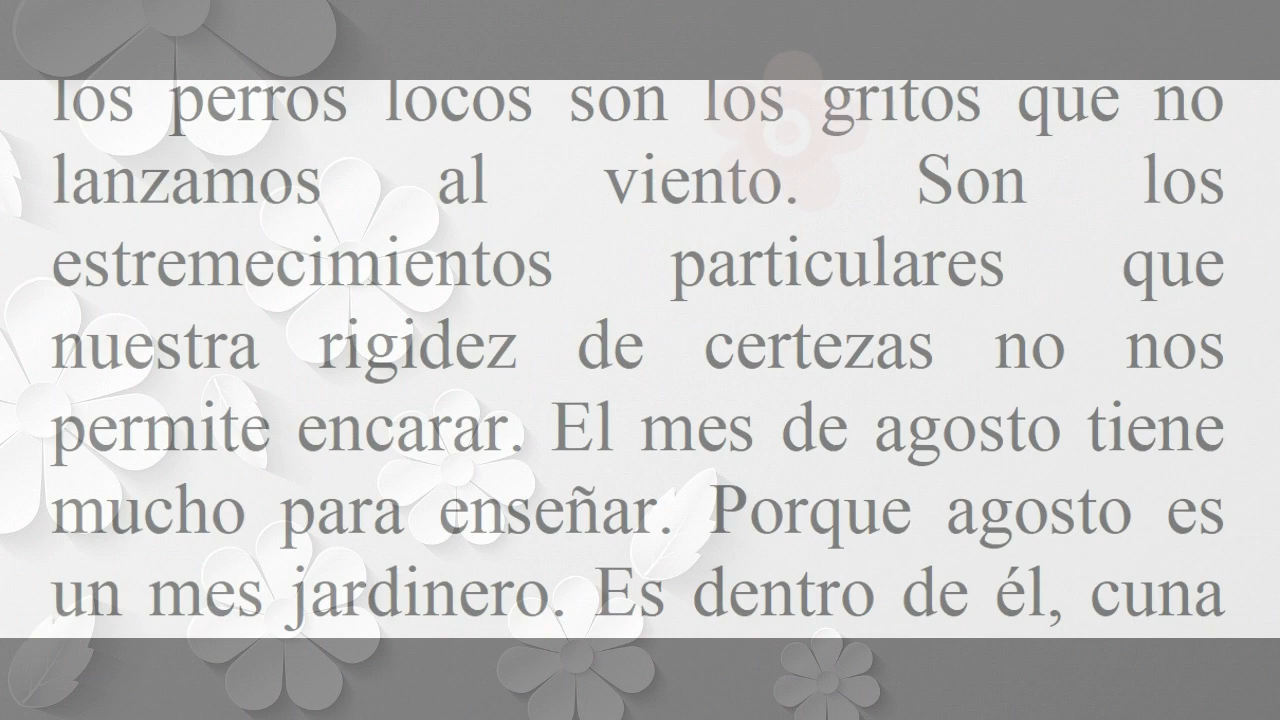 los perros locos son los gritos que no
lanzamos al viento. Son los
estremecimientos particulares que
nuestra rigidez de certezas no nos
permite encarar. El mes de agosto tiene
mucho para enseñar. Porque agosto es
un mes jardinero. Es dentro de él, cuna